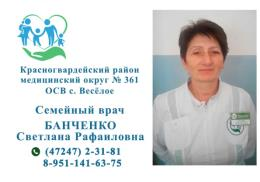 Красногвардейский район
медицинский округ № 361
ОСВ с. Весёлое
Семейный врач
БАНЧЕНКО
Светлана Рафаиловна
(47247) 2-31-81
8-951-141-63-75